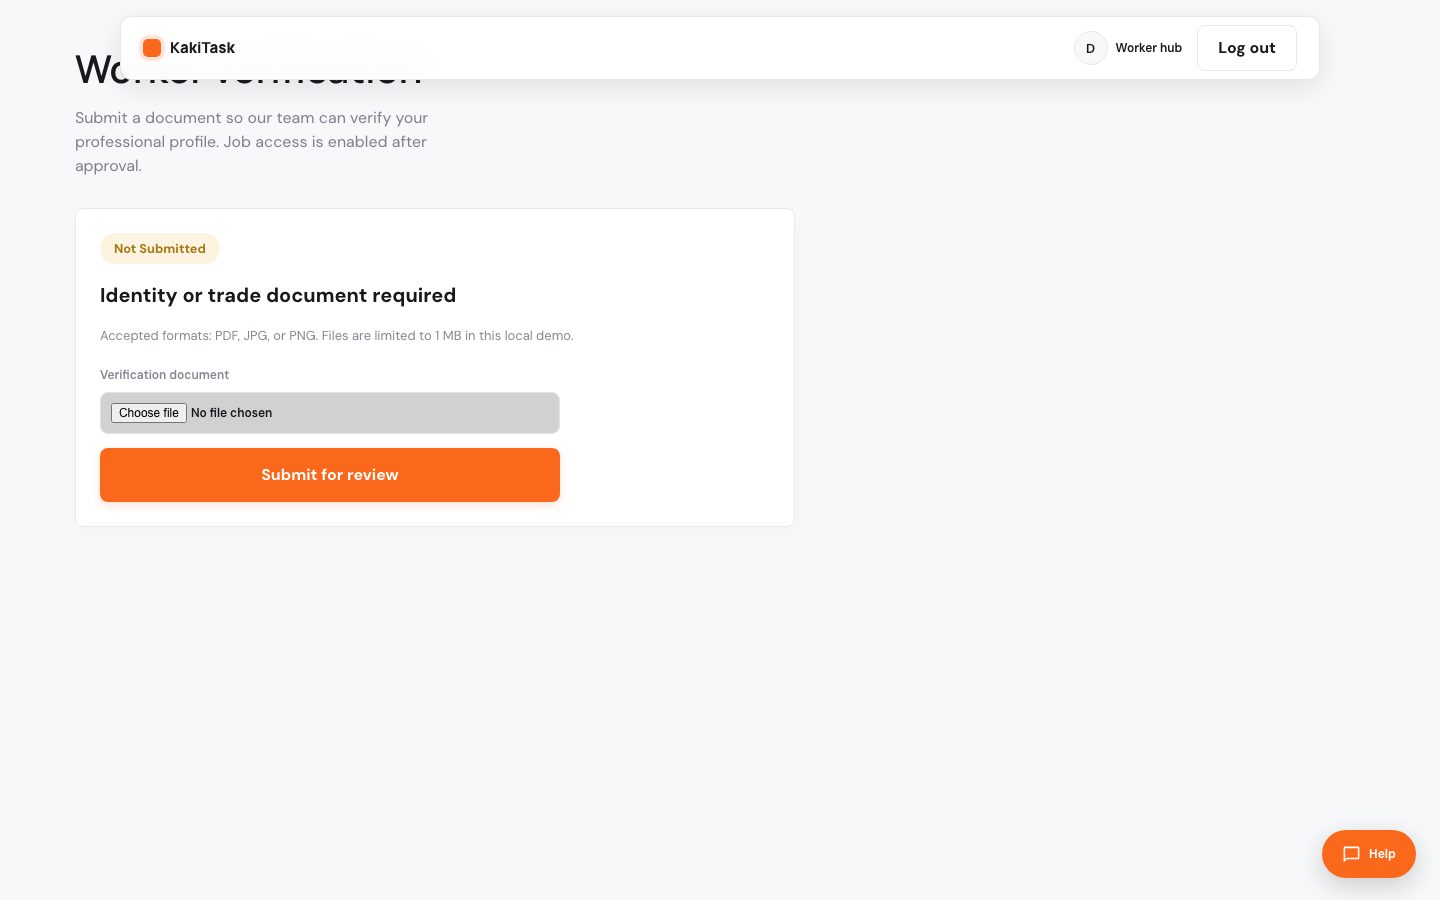 KakiTask
D
Worker hub
Log out
Worker verification
Submit a document so our team can verify your
professional profile. Job access is enabled after
approval.
Not Submitted
Identity or trade document required
Accepted formats: PDF, JPG, or PNG. Files are limited to 1 MB in this local demo.
Verification document
Choose file No file chosen
Submit for review
Help